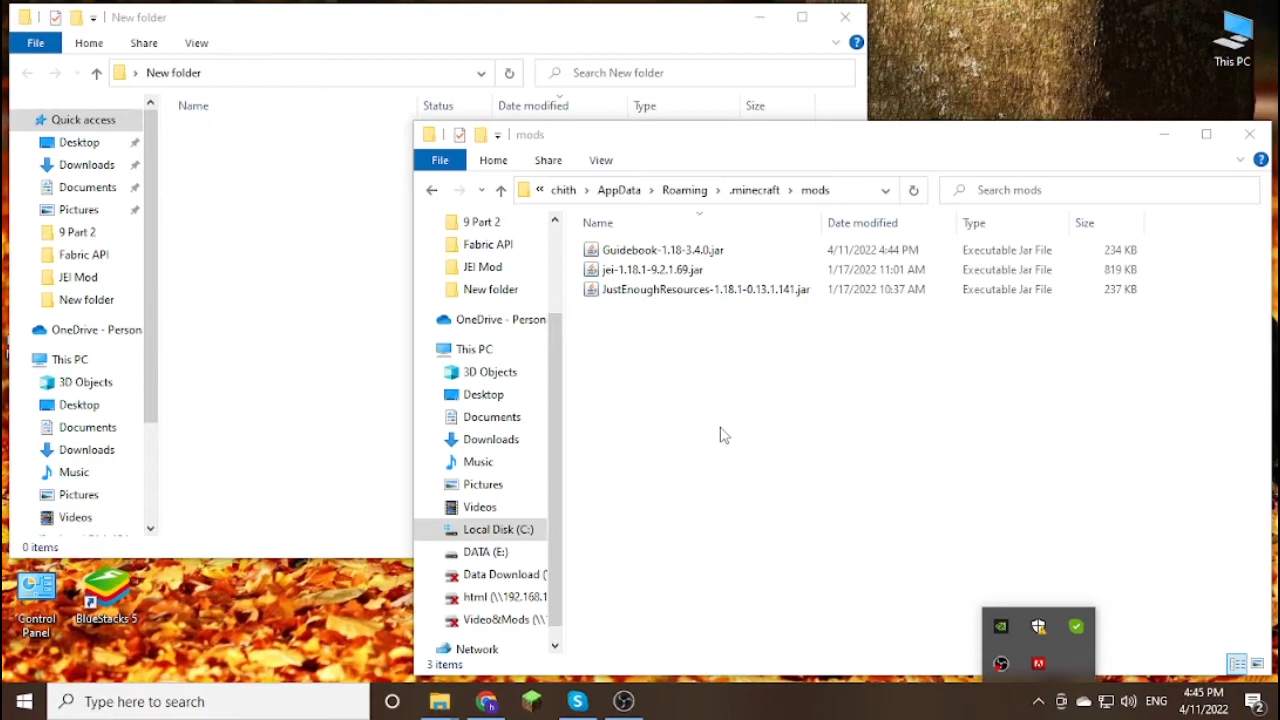 New folder
File Home Share View
New folder
Search New folder
Name Status Date modified Type Size
Quick access
Desktop
Downloads
Documents
Pictures
9 Part 2
Fabric API
JEI Mod
New folder
OneDrive - Person
This PC
3D Objects
Desktop
Documents
Downloads
Music
Pictures
Videos
0 items
mods
File Home Share View
« chith › AppData › Roaming › .minecraft › mods
Search mods
Name Date modified Type Size
Guidebook-1.18-3.4.0.jar 4/11/2022 4:44 PM Executable Jar File 234 KB
jei-1.18.1-9.2.1.69.jar 1/17/2022 11:01 AM Executable Jar File 819 KB
JustEnoughResources-1.18.1-0.13.1.141.jar 1/17/2022 10:37 AM Executable Jar File 237 KB
9 Part 2
Fabric API
JEI Mod
New folder
OneDrive - Person
This PC
3D Objects
Desktop
Documents
Downloads
Music
Pictures
Videos
Local Disk (C:)
DATA (E:)
Data Download (
html (\\192.168.1
Video&Mods (\\
Network
3 items
This PC
Control
Panel
BlueStacks 5
Type here to search
ENG
4:45 PM
4/11/2022
2